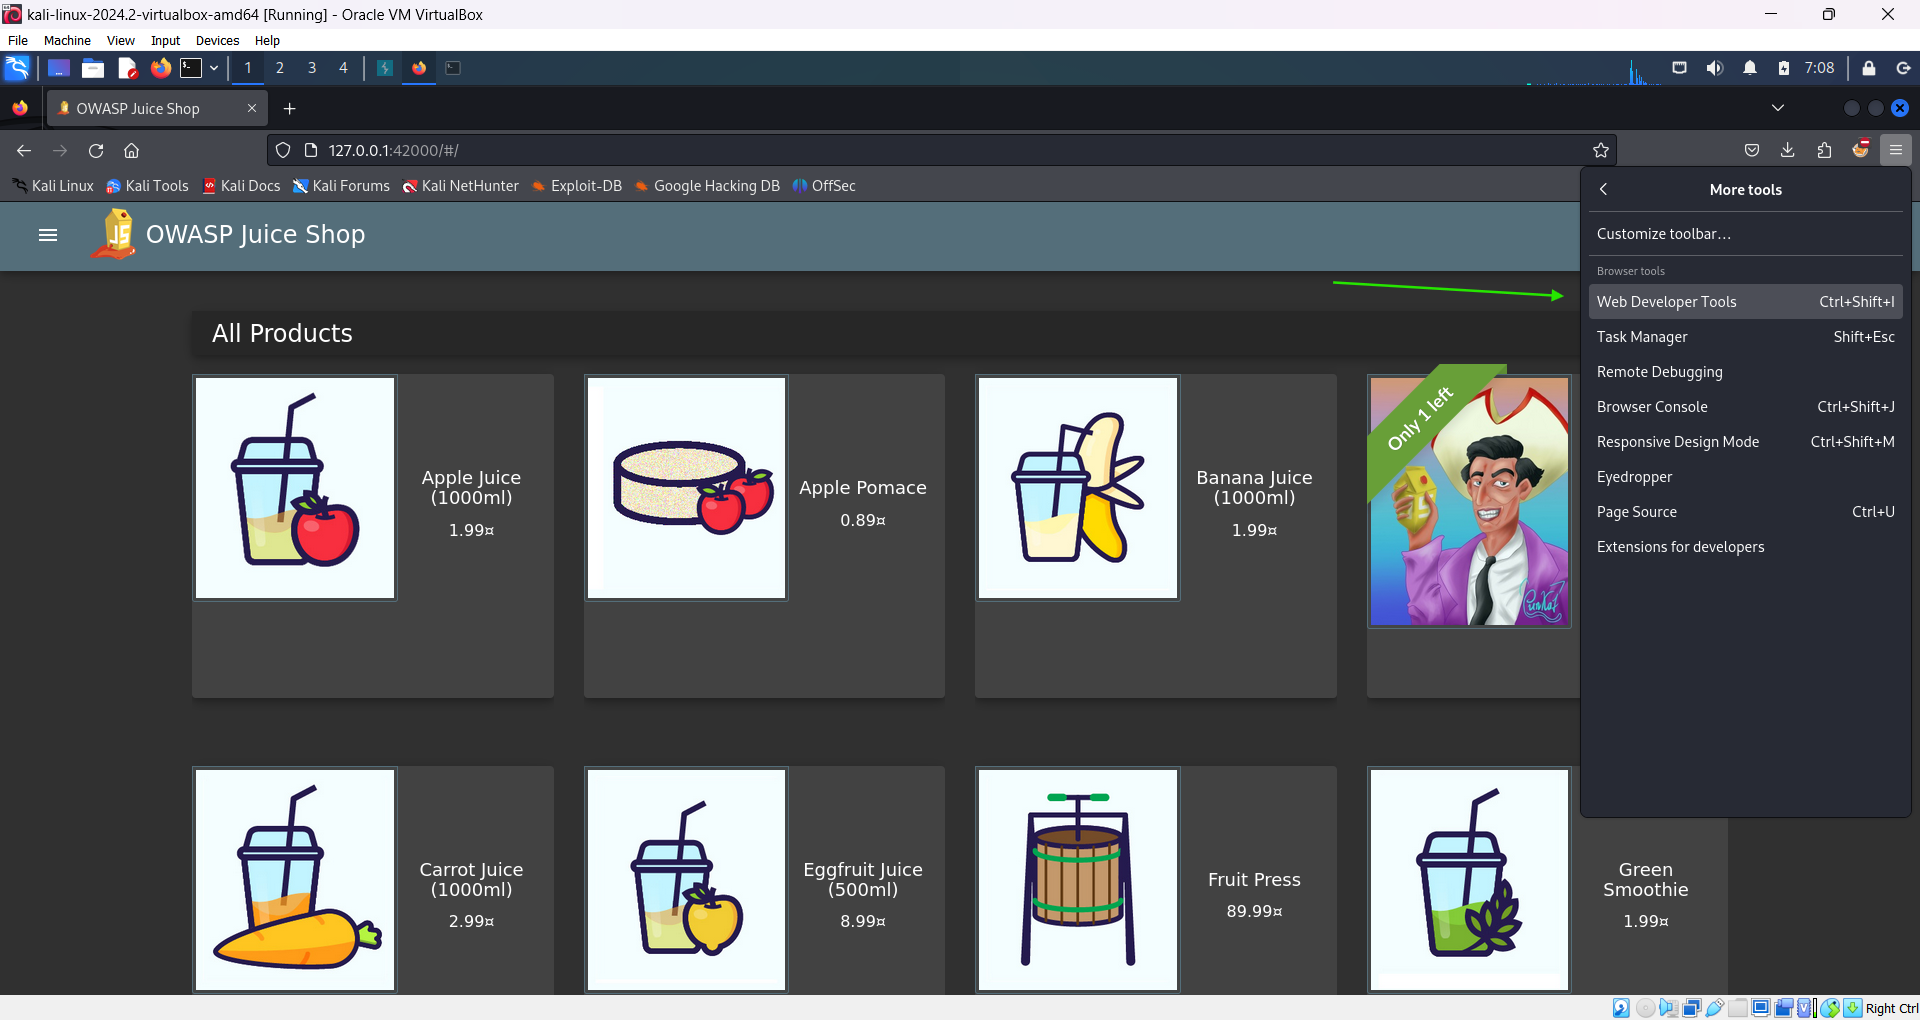 kali-linux-2024.2-virtualbox-amd64 [Running] - Oracle VM VirtualBox
File Machine View Input Devices Help
1 2 3 4 7:08
OWASP Juice Shop
127.0.0.1:42000/#/
Kali Linux Kali Tools Kali Docs Kali Forums Kali NetHunter Exploit-DB Google Hacking DB OffSec
OWASP Juice Shop
More tools
Customize toolbar…
Browser tools
Web Developer Tools Ctrl+Shift+I
Task Manager Shift+Esc
Remote Debugging
Browser Console Ctrl+Shift+J
Responsive Design Mode Ctrl+Shift+M
Eyedropper
Page Source Ctrl+U
Extensions for developers
All Products
Apple Juice
(1000ml)
1.99¤
Apple Pomace
0.89¤
Banana Juice
(1000ml)
1.99¤
Only 1 left
JS
Carrot Juice
(1000ml)
2.99¤
Eggfruit Juice
(500ml)
8.99¤
Fruit Press
89.99¤
Green
Smoothie
1.99¤
Right Ctrl